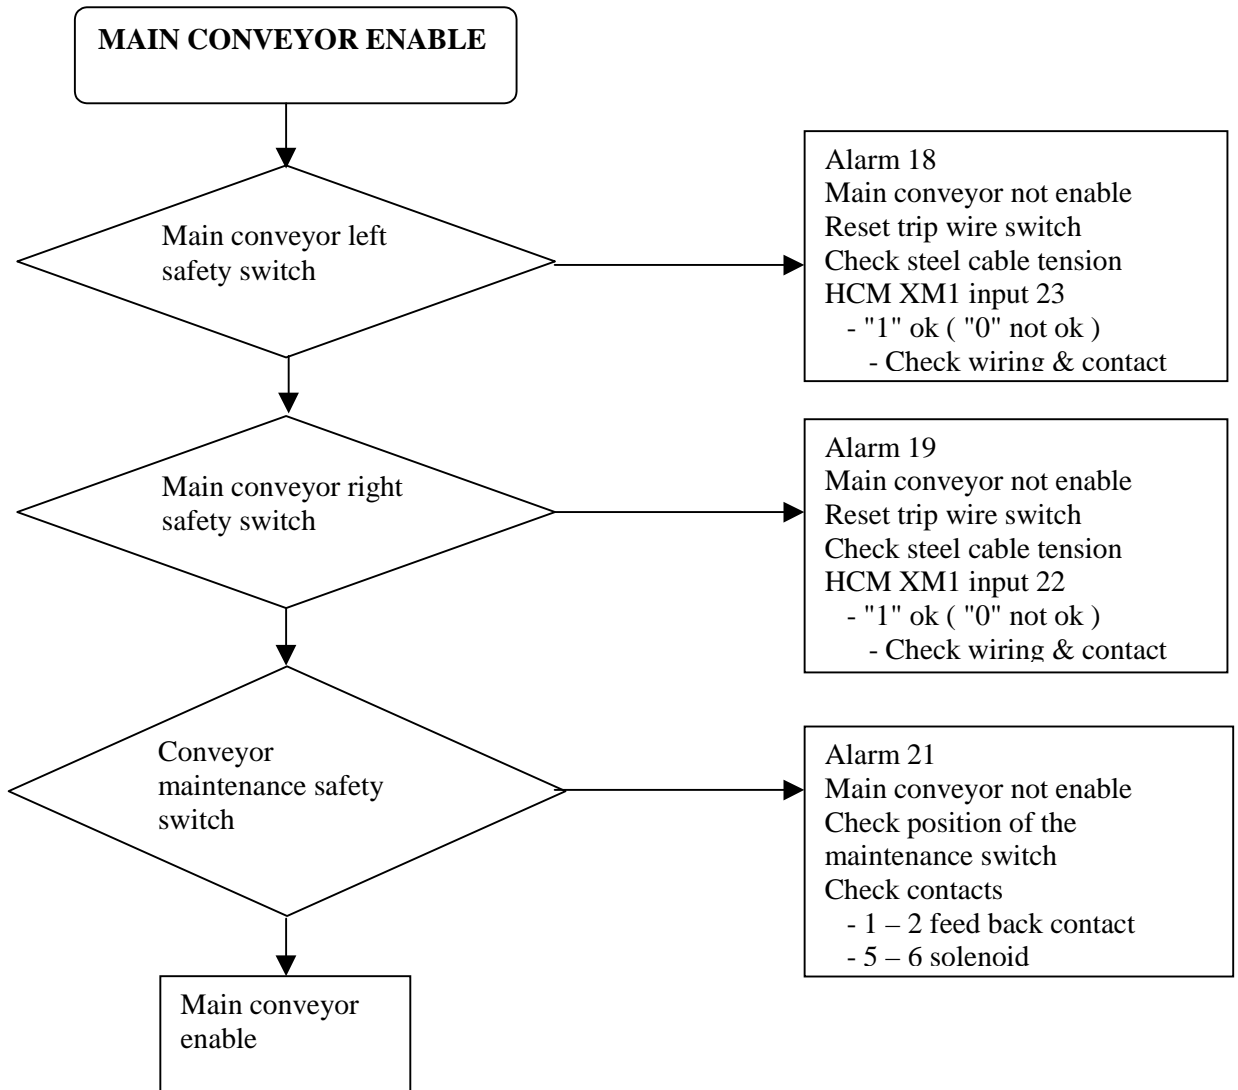 MAIN CONVEYOR ENABLE
Main conveyor left
safety switch
Alarm 18
Main conveyor not enable
Reset trip wire switch
Check steel cable tension
HCM XM1 input 23
- "1" ok ( "0" not ok )
- Check wiring & contact
Main conveyor right
safety switch
Alarm 19
Main conveyor not enable
Reset trip wire switch
Check steel cable tension
HCM XM1 input 22
- "1" ok ( "0" not ok )
- Check wiring & contact
Conveyor
maintenance safety
switch
Alarm 21
Main conveyor not enable
Check position of the
maintenance switch
Check contacts
- 1 – 2 feed back contact
- 5 – 6 solenoid
Main conveyor
enable